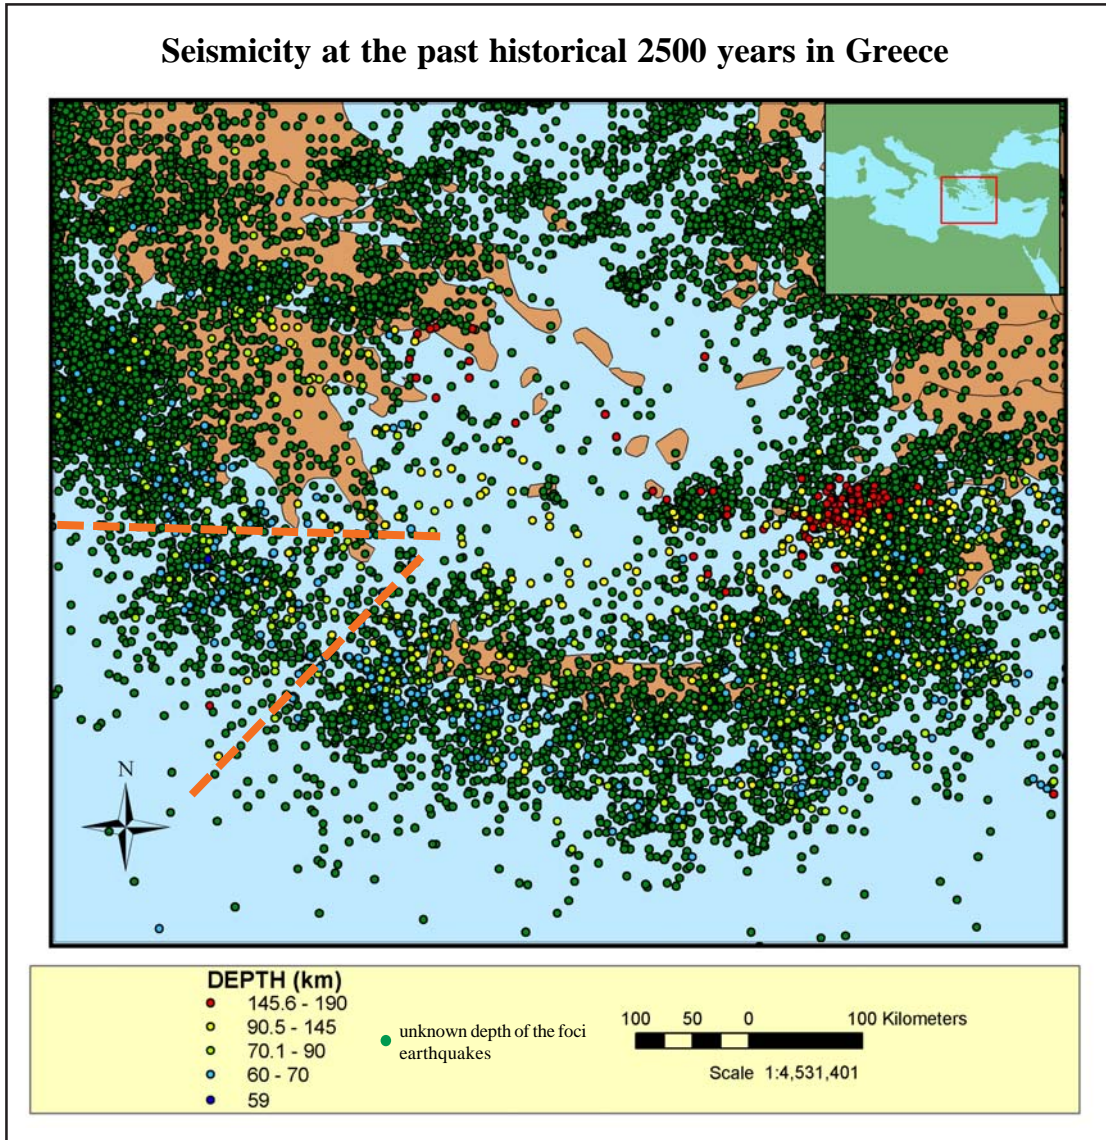 Seismicity at the past historical 2500 years in Greece
N
DEPTH (km)
145.6 - 190
90.5 - 145
70.1 - 90
60 - 70
59
unknown depth of the foci
earthquakes
100 50 0 100 Kilometers
Scale 1:4,531,401